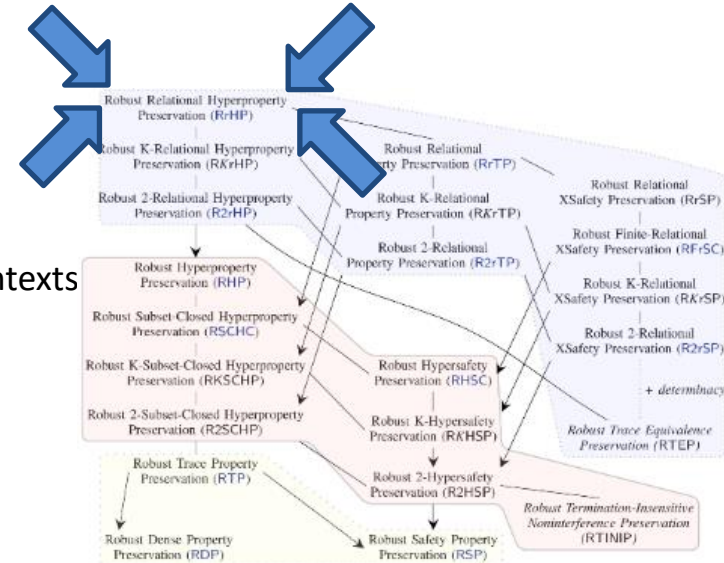 Robust Relational Hyperproperty
Preservation (RrHP)
Robust K-Relational Hyperproperty
Preservation (RKrHP)
Robust 2-Relational Hyperproperty
Preservation (R2rHP)
Robust Relational
erty Preservation (RrTP)
Robust K-Relational
Property Preservation (RKrTP)
Robust 2-Relational
Property Preservation (R2rTP)
Robust Relational
XSafety Preservation (RrSP)
Robust Finite-Relational
XSafety Preservation (RFrSC)
Robust K-Relational
XSafety Preservation (RKrSP)
Robust 2-Relational
XSafety Preservation (R2rSP)
+ determinacy
Robust Trace Equivalence
Preservation (RTEP)
ntexts
Robust Hyperproperty
Preservation (RHP)
Robust Subset-Closed Hyperproperty
Preservation (RSCHC)
Robust K-Subset-Closed Hyperproperty
Preservation (RKSCHP)
Robust 2-Subset-Closed Hyperproperty
Preservation (R2SCHP)
Robust Hypersafety
Preservation (RHSC)
Robust K-Hypersafety
Preservation (RKHSP)
Robust 2-Hypersafety
Preservation (R2HSP)
Robust Termination-Insensitive
Noninterference Preservation
(RTINIP)
Robust Trace Property
Preservation (RTP)
Robust Dense Property
Preservation (RDP)
Robust Safety Property
Preservation (RSP)